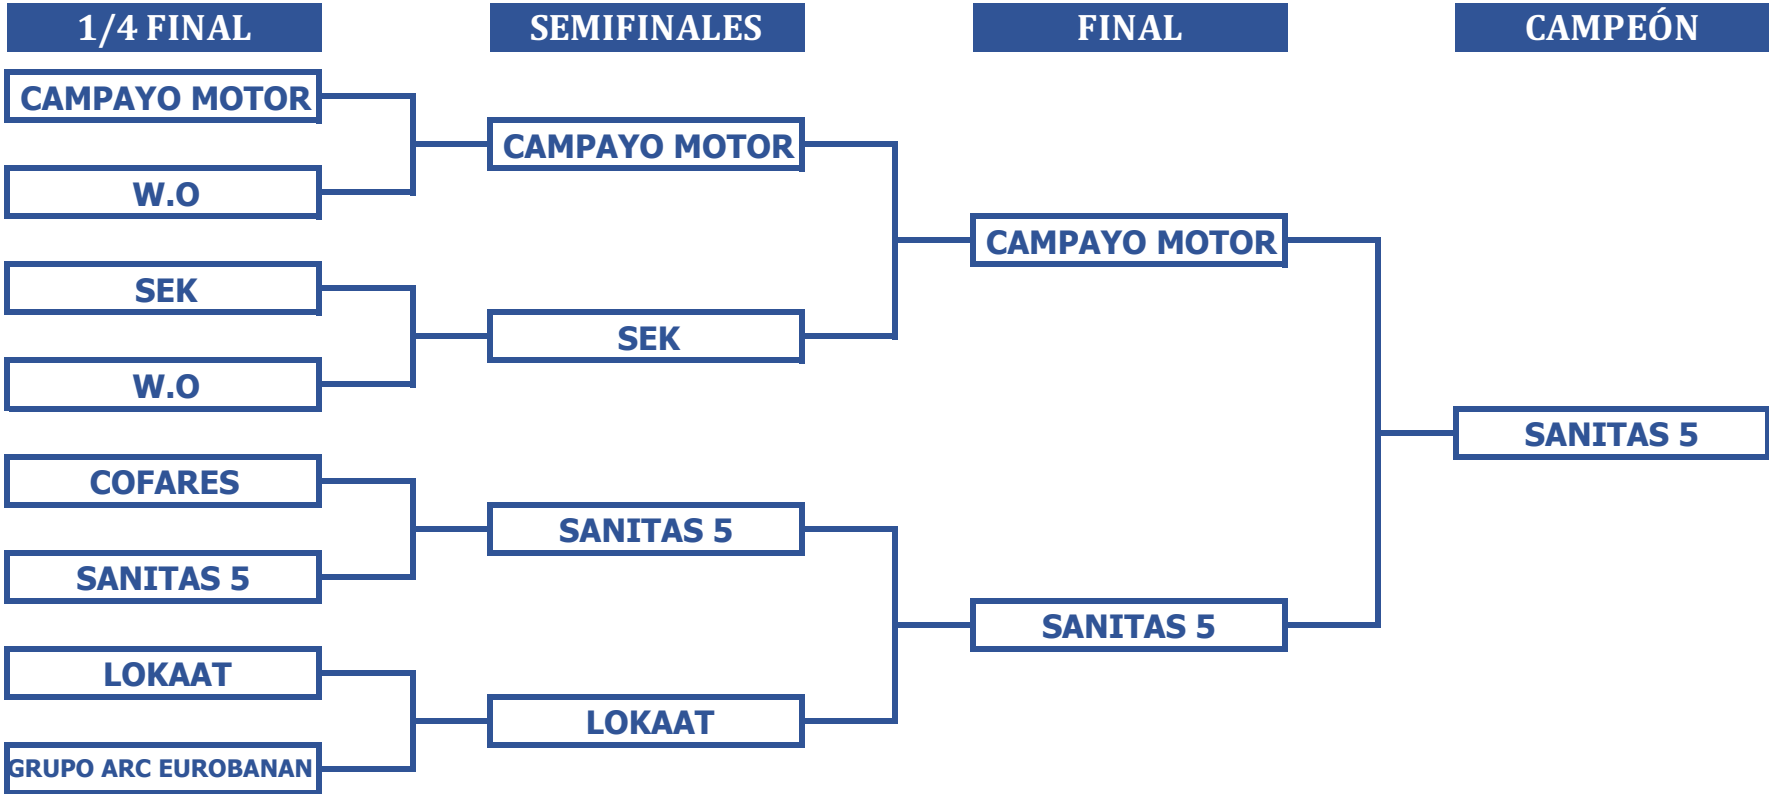 1/4 FINAL
SEMIFINALES
FINAL
CAMPEÓN
CAMPAYO MOTOR
W.O
SEK
W.O
COFARES
SANITAS 5
LOKAAT
GRUPO ARC EUROBANAN
CAMPAYO MOTOR
SEK
SANITAS 5
LOKAAT
CAMPAYO MOTOR
SANITAS 5
SANITAS 5